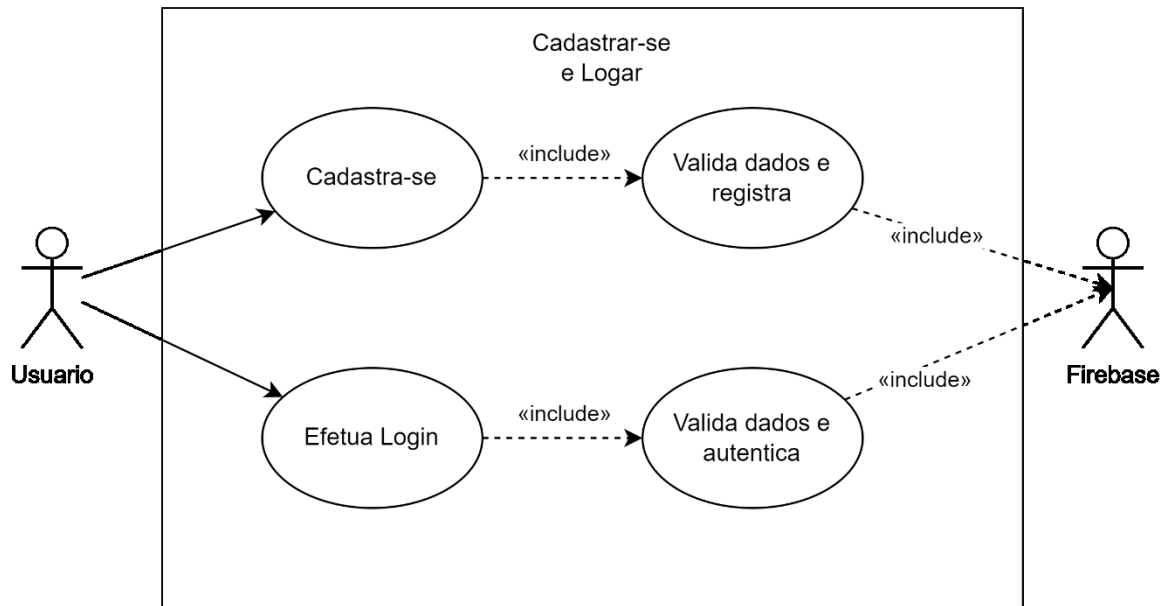 Cadastrar-se
e Logar
Cadastra-se
«include»
Valida dados e
registra
«include»
Usuario
Firebase
Efetua Login
«include»
Valida dados e
autentica
«include»